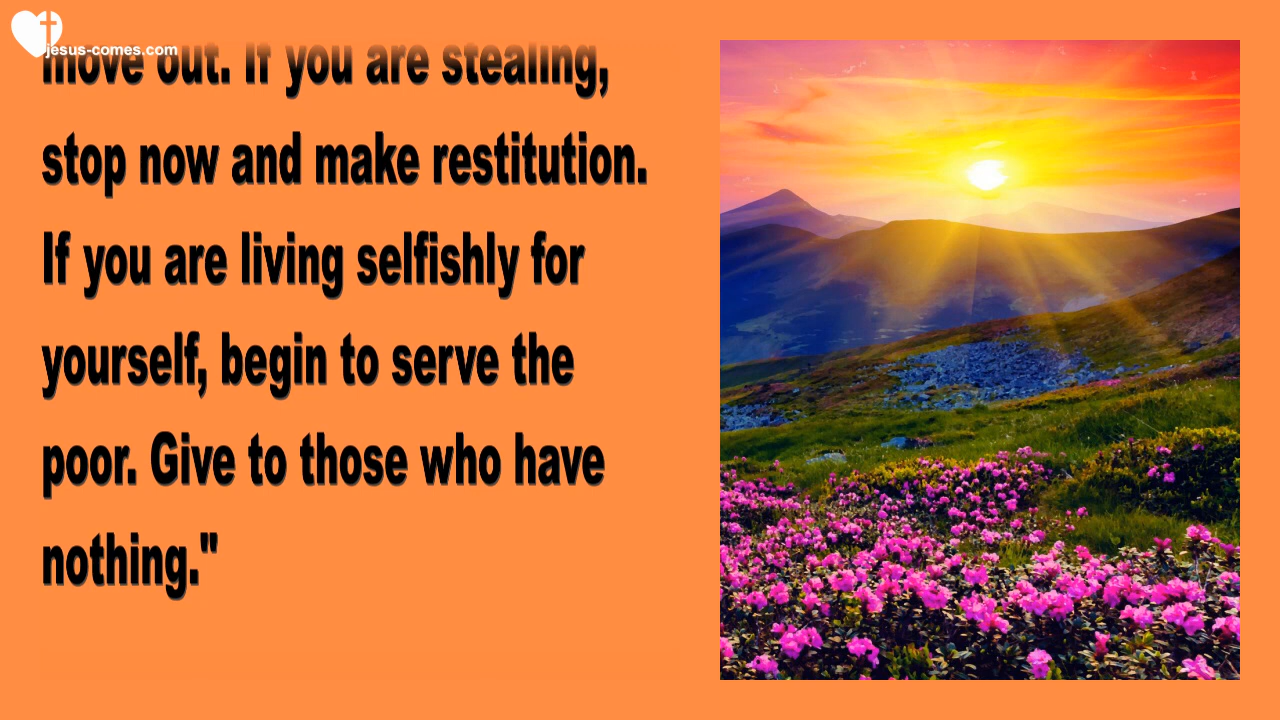 jesus-comes.com
move out. If you are stealing,
stop now and make restitution.
If you are living selfishly for
yourself, begin to serve the
poor. Give to those who have
nothing."